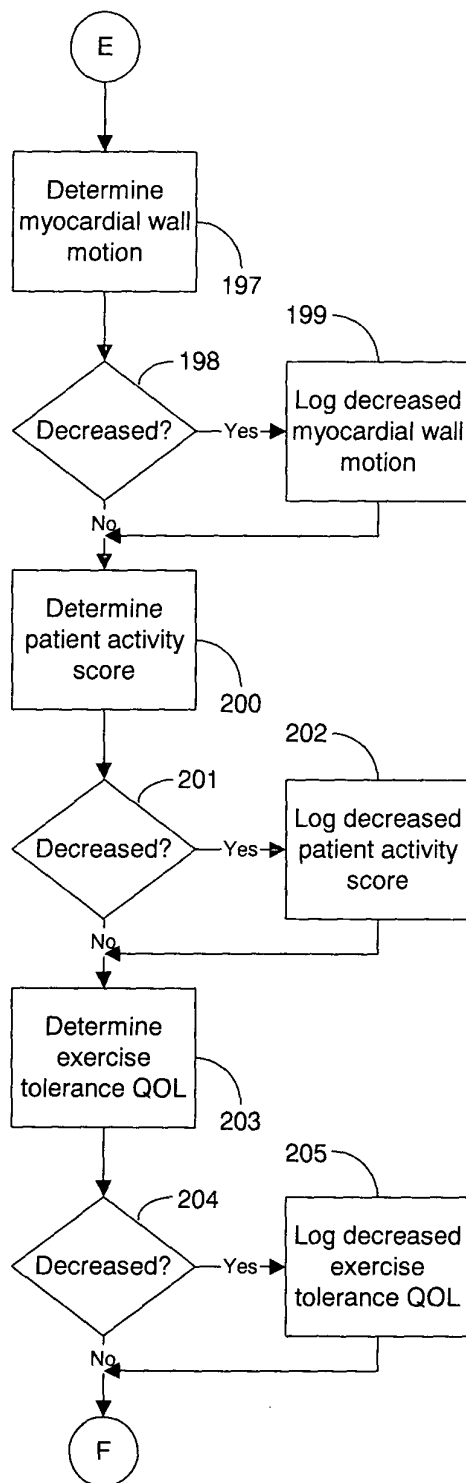 E
Determine
myocardial wall
motion
197
198
199
Decreased?
Yes
Log decreased
myocardial wall
motion
No
Determine
patient activity
score
200
201
202
Decreased?
Yes
Log decreased
patient activity
score
No
Determine
exercise
tolerance QOL
203
204
205
Decreased?
Yes
Log decreased
exercise
tolerance QOL
No
F